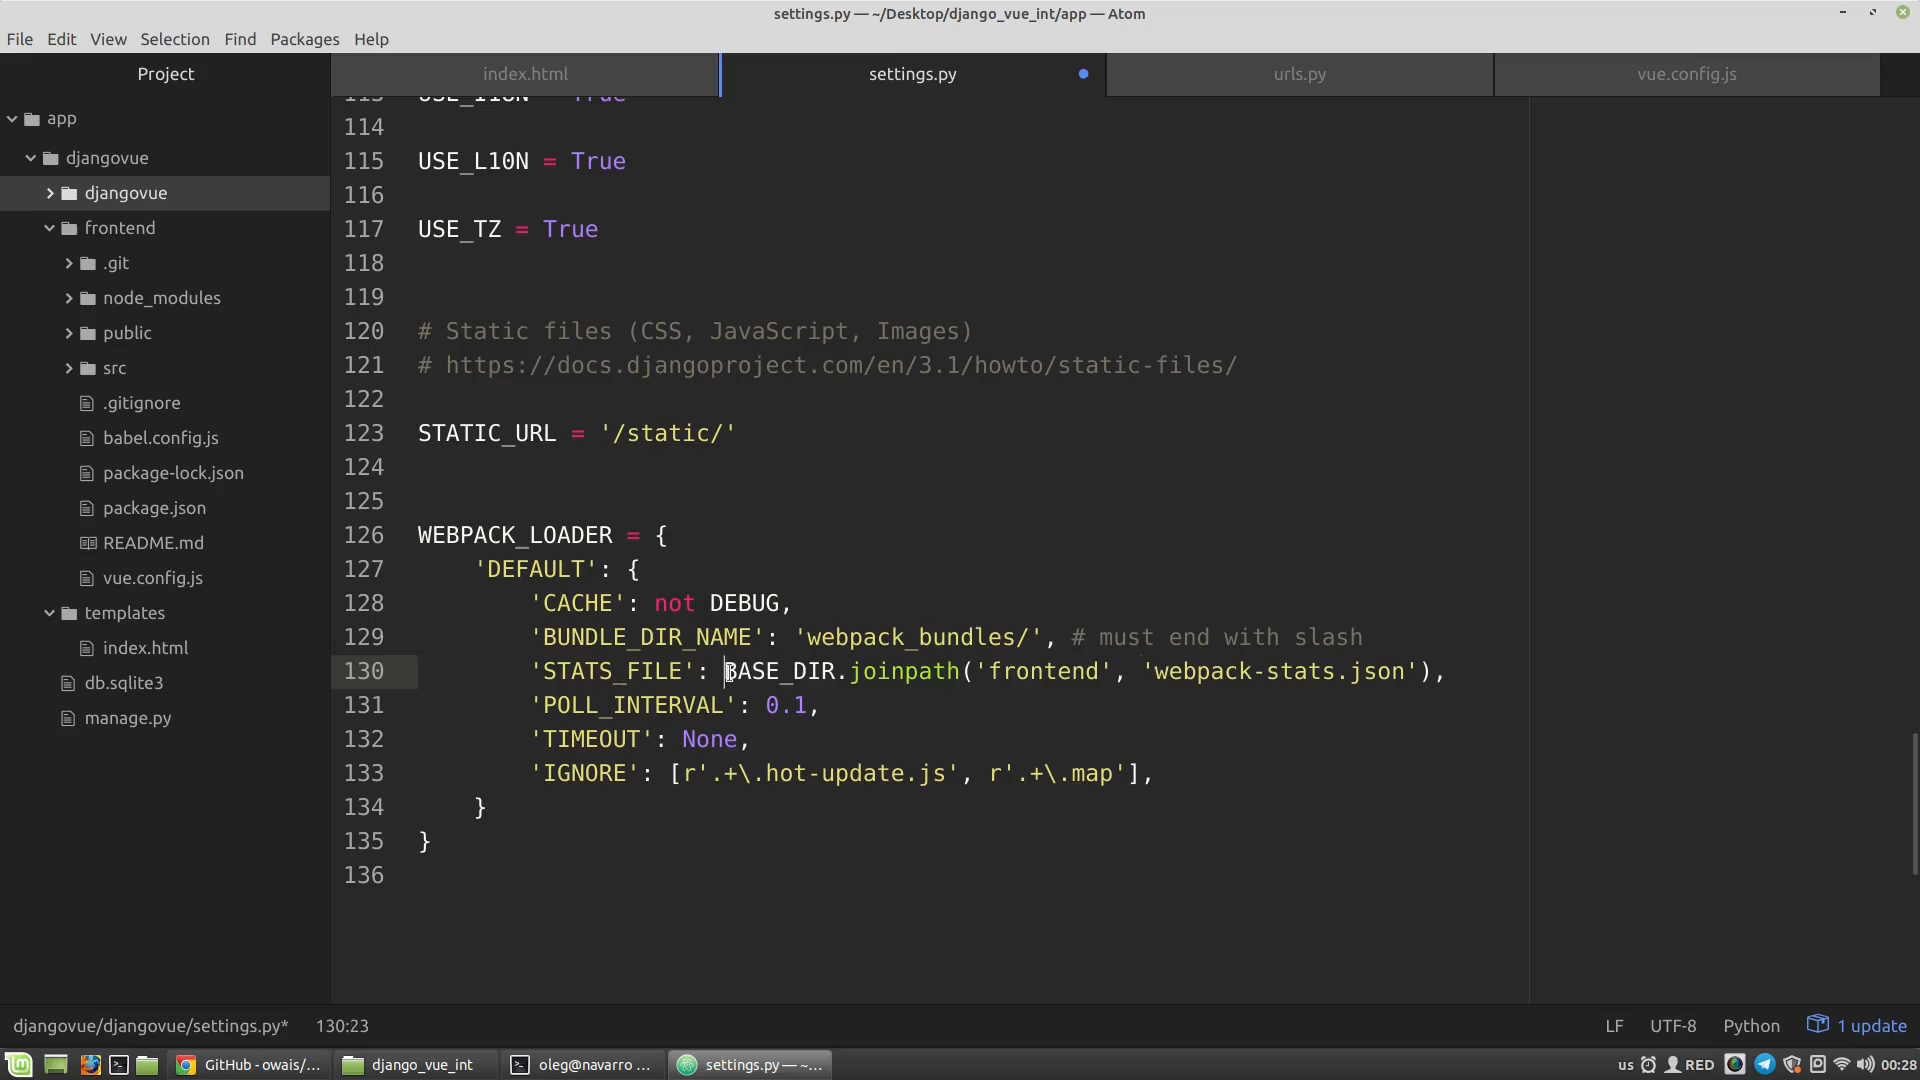 settings.py — ~/Desktop/django_vue_int/app — Atom
File Edit View Selection Find Packages Help
Project
index.html
settings.py
urls.py
vue.config.js
app
djangovue
djangovue
frontend
.git
node_modules
public
src
.gitignore
babel.config.js
package-lock.json
package.json
README.md
vue.config.js
templates
index.html
db.sqlite3
manage.py
113 USE_I18N = True
114
115 USE_L10N = True
116
117 USE_TZ = True
118
119
120 # Static files (CSS, JavaScript, Images)
121 # https://docs.djangoproject.com/en/3.1/howto/static-files/
122
123 STATIC_URL = '/static/'
124
125
126 WEBPACK_LOADER = {
127 'DEFAULT': {
128 'CACHE': not DEBUG,
129 'BUNDLE_DIR_NAME': 'webpack_bundles/', # must end with slash
130 'STATS_FILE': BASE_DIR.joinpath('frontend', 'webpack-stats.json'),
131 'POLL_INTERVAL': 0.1,
132 'TIMEOUT': None,
133 'IGNORE': [r'.+\.hot-update.js', r'.+\.map'],
134 }
135 }
136
djangovue/djangovue/settings.py* 130:23
LF UTF-8 Python 1 update
GitHub - owais/...
django_vue_int
oleg@navarro ...
settings.py — ~...
us RED 00:28